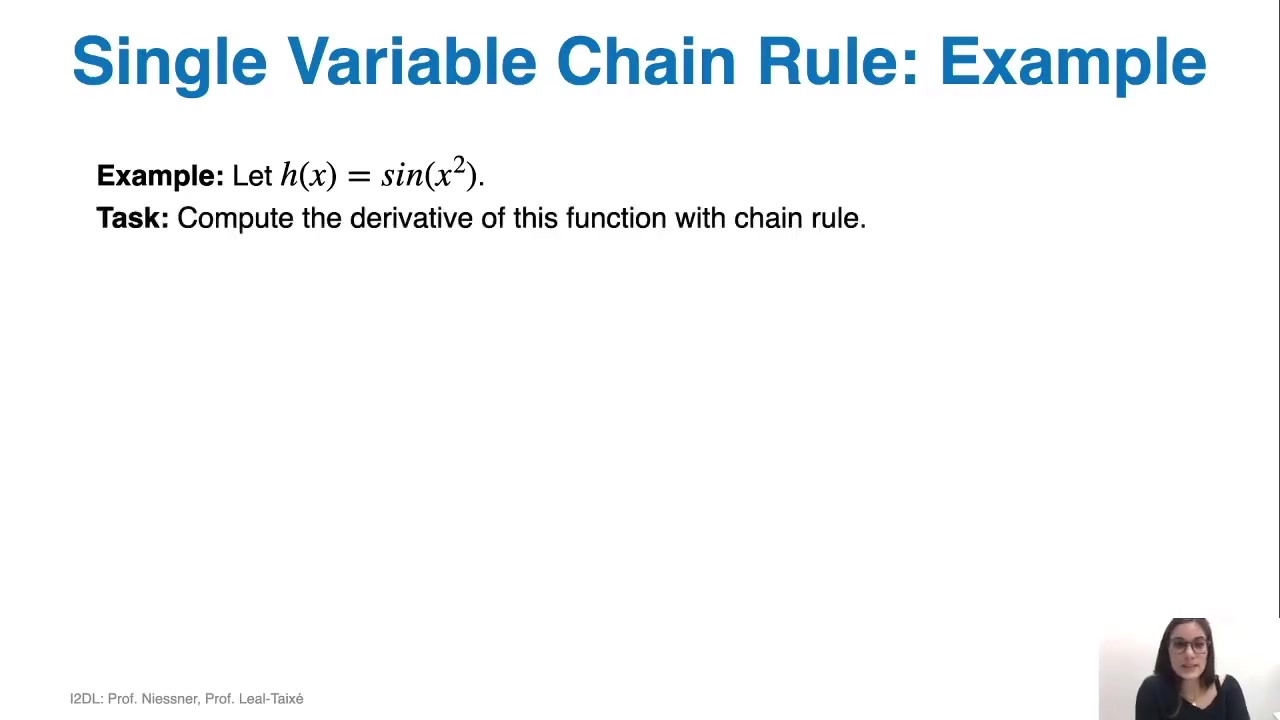 Single Variable Chain Rule: Example
Example: Let h(x) = sin(x²).
Task: Compute the derivative of this function with chain rule.
I2DL: Prof. Niessner, Prof. Leal-Taixé